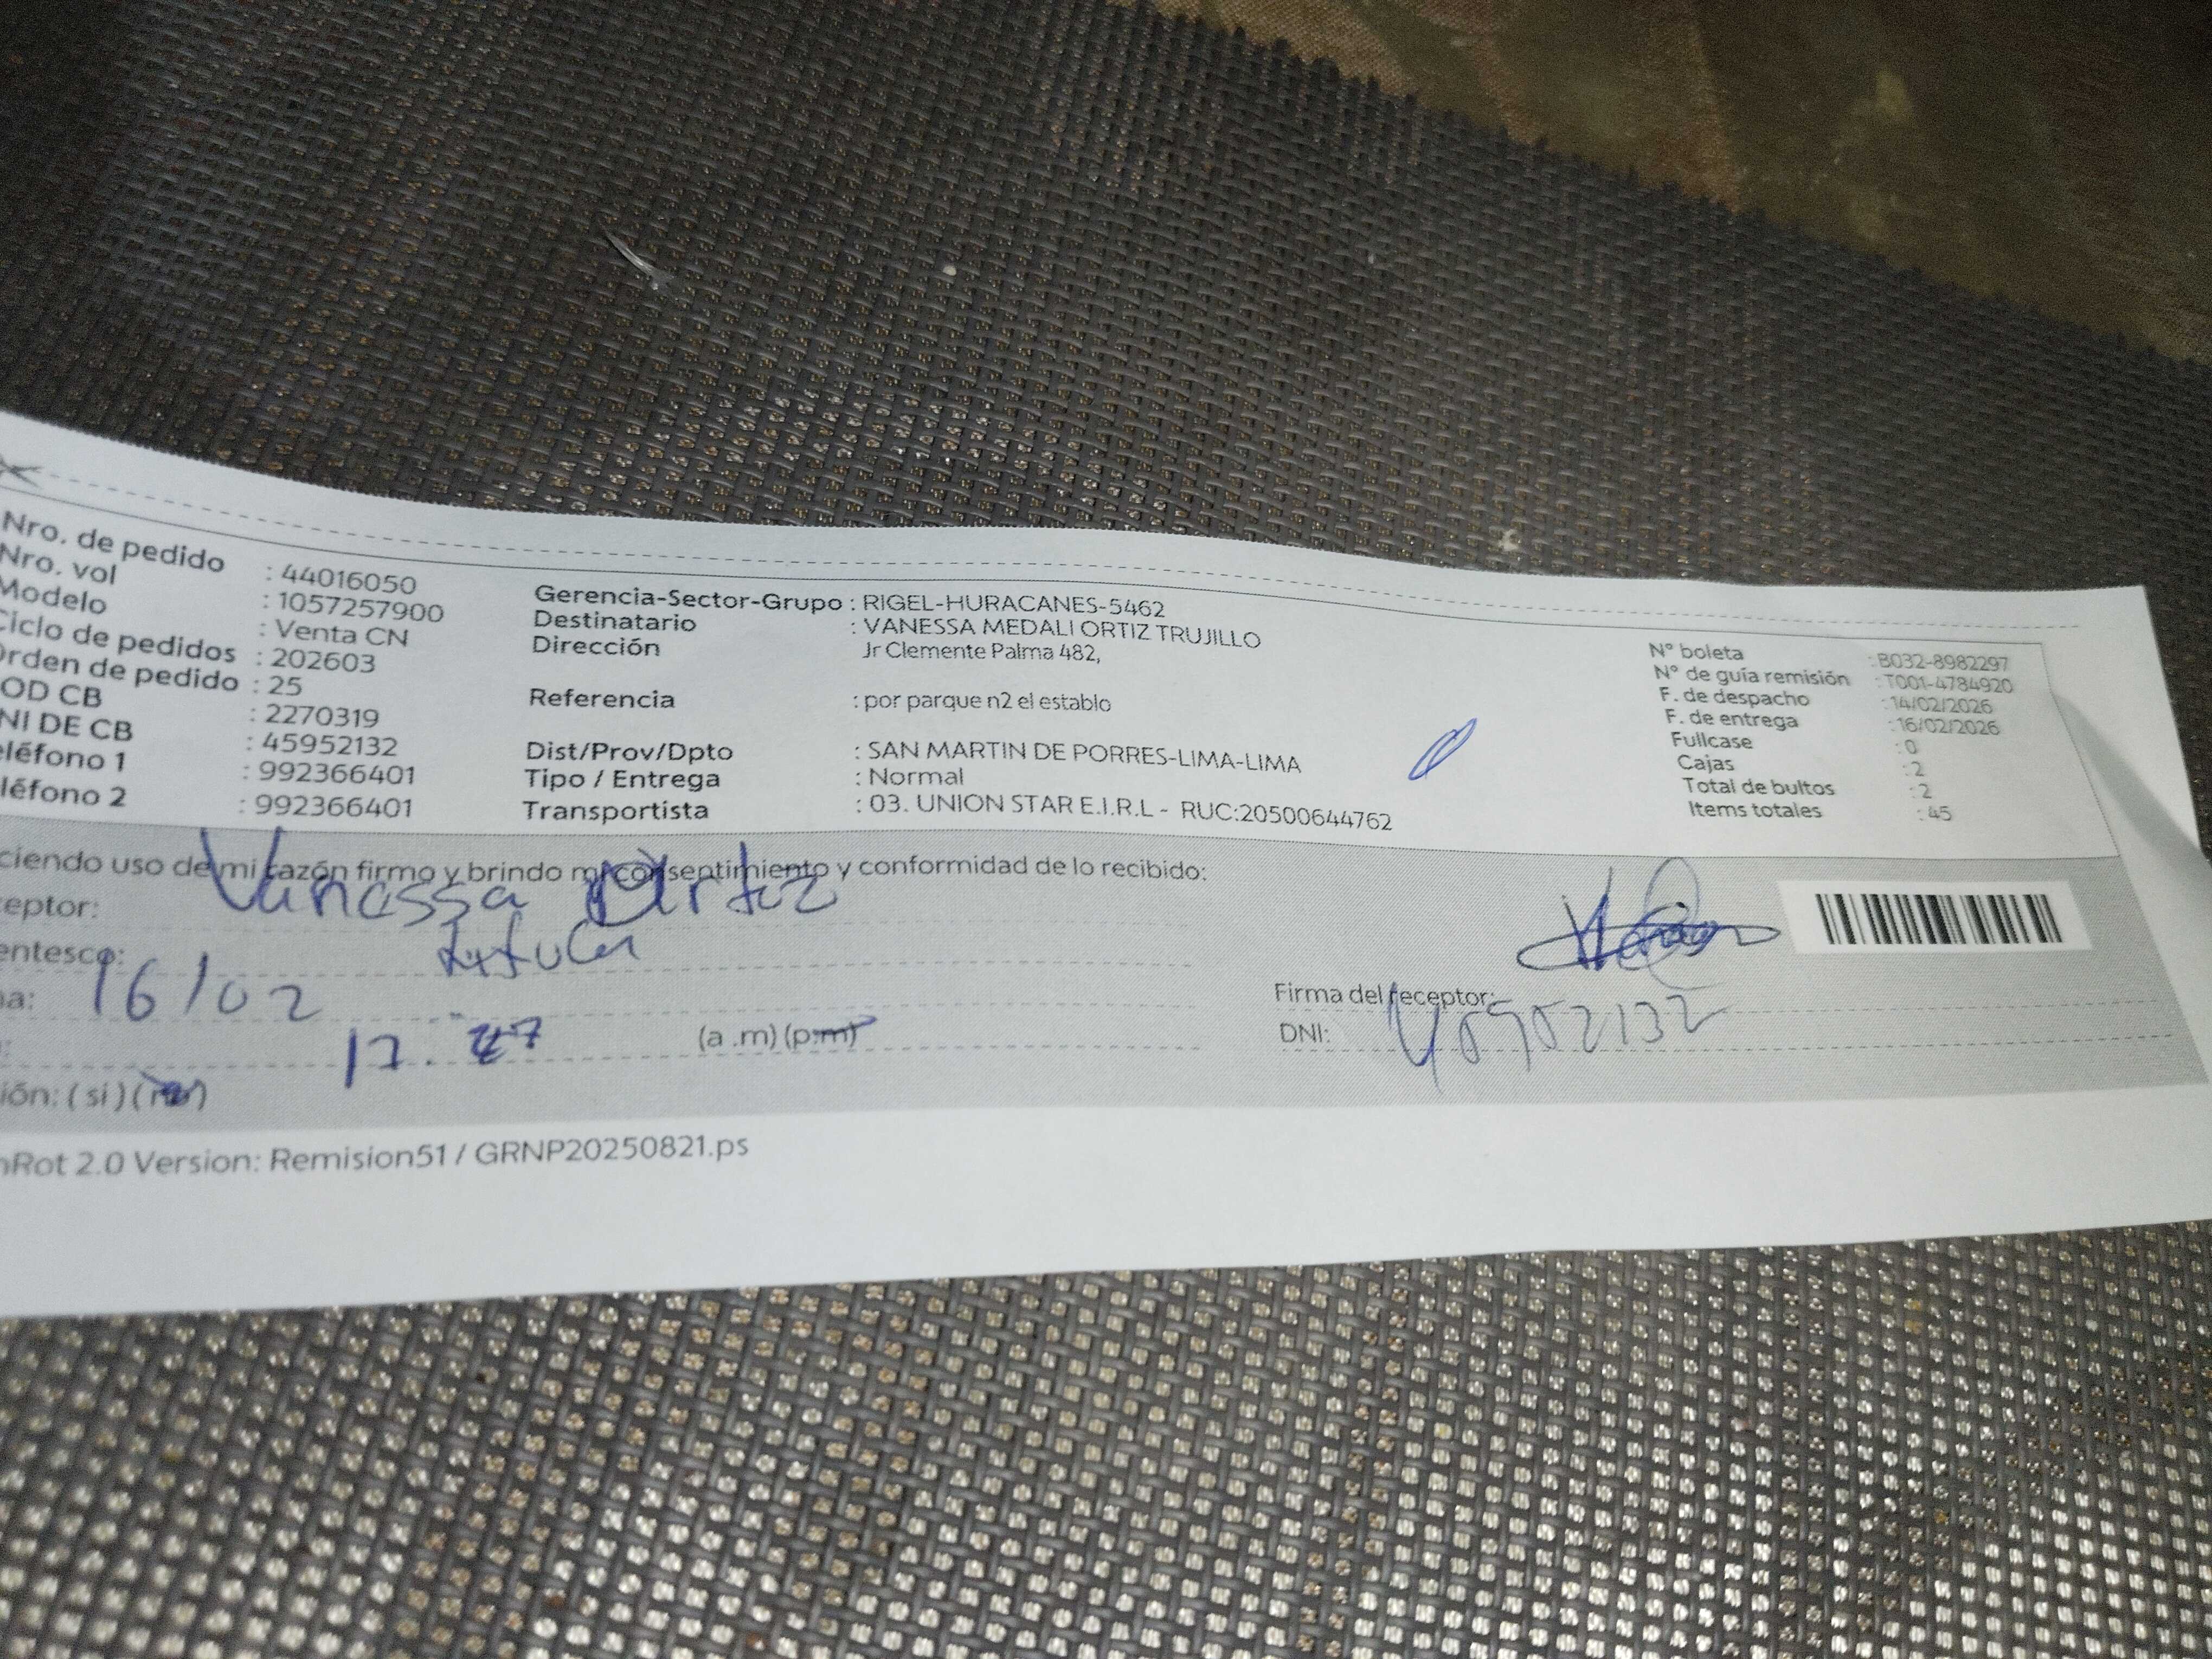 Nro. de pedido : 44016050
Nro. vol : 1057257900
Modelo : Venta CN
Ciclo de pedidos : 202603
Orden de pedido : 25
OD CB : 2270319
NI DE CB : 45952132
eléfono 1 : 992366401
léfono 2 : 992366401
Gerencia-Sector-Grupo : RIGEL-HURACANES-5462
Destinatario : VANESSA MEDALI ORTIZ TRUJILLO
Dirección Jr Clemente Palma 482,
Referencia : por parque n2 el establo
Dist/Prov/Dpto : SAN MARTIN DE PORRES-LIMA-LIMA
Tipo / Entrega : Normal
Transportista : 03. UNION STAR E.I.R.L - RUC:20500644762
N° boleta : B032-8982297
N° de guía remisión : T001-4784920
F. de despacho : 14/02/2026
F. de entrega : 16/02/2026
Fullcase : 0
Cajas : 2
Total de bultos : 2
Items totales : 45
ciendo uso de mi razón firmo y brindo mi consentimiento y conformidad de lo recibido:
eptor: Vanessa Ortiz
entesco: titular
a: 16/02
(a .m) (p.m)
ión: ( si ) (no)
Firma del receptor:
DNI: 45952132
Rot 2.0 Version: Remision51 / GRNP20250821.ps